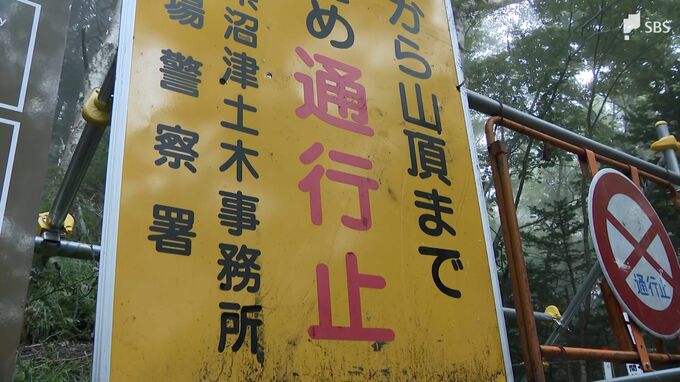 から山頂まで
め通行止
沼津土木事務所
場警察署
通行止
SBS